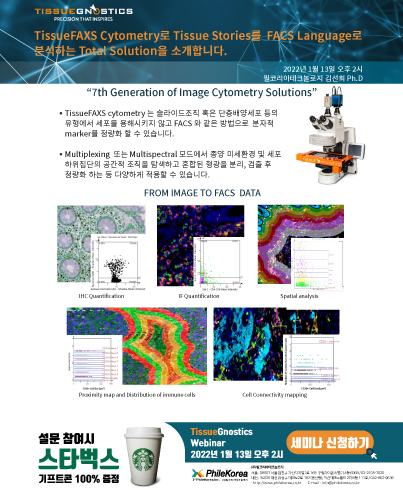 TISSUEGNOSTICS
PRECISION THAT INSPIRES
TissueFAXS Cytometry로 Tissue Stories를 FACS Language로
분석하는 Total Solution을 소개합니다.
2022년 1월 13일 오후 2시
필코리아테크놀로지 김선희 Ph.D
“7th Generation of Image Cytometry Solutions”
• TissueFAXS cytometry 는 슬라이드조직 혹은 단층배양세포 등의
유형에서 세포를 용해시키지 않고 FACS 와 같은 방법으로 분자적
marker를 정량화 할 수 있습니다.
• Multiplexing 또는 Multispectral 모드에서 종양 미세환경 및 세포
하위집단의 공간적 조직을 탐색하고 혼합된 형광을 분리, 검출 후
정량화 하는 등 다양하게 적용할 수 있습니다.
FROM IMAGE TO FACS DATA
IHC Quantification
IF Quantification
Spatial analysis
Proximity map and Distribution of immune cells
Cell Connectivity mapping
설문 참여시
스타벅스
기프트콘 100% 증정
TissueGnostics
Webinar
2022년 1월 13일 오후 2시
세미나 신청하기
PhileKorea